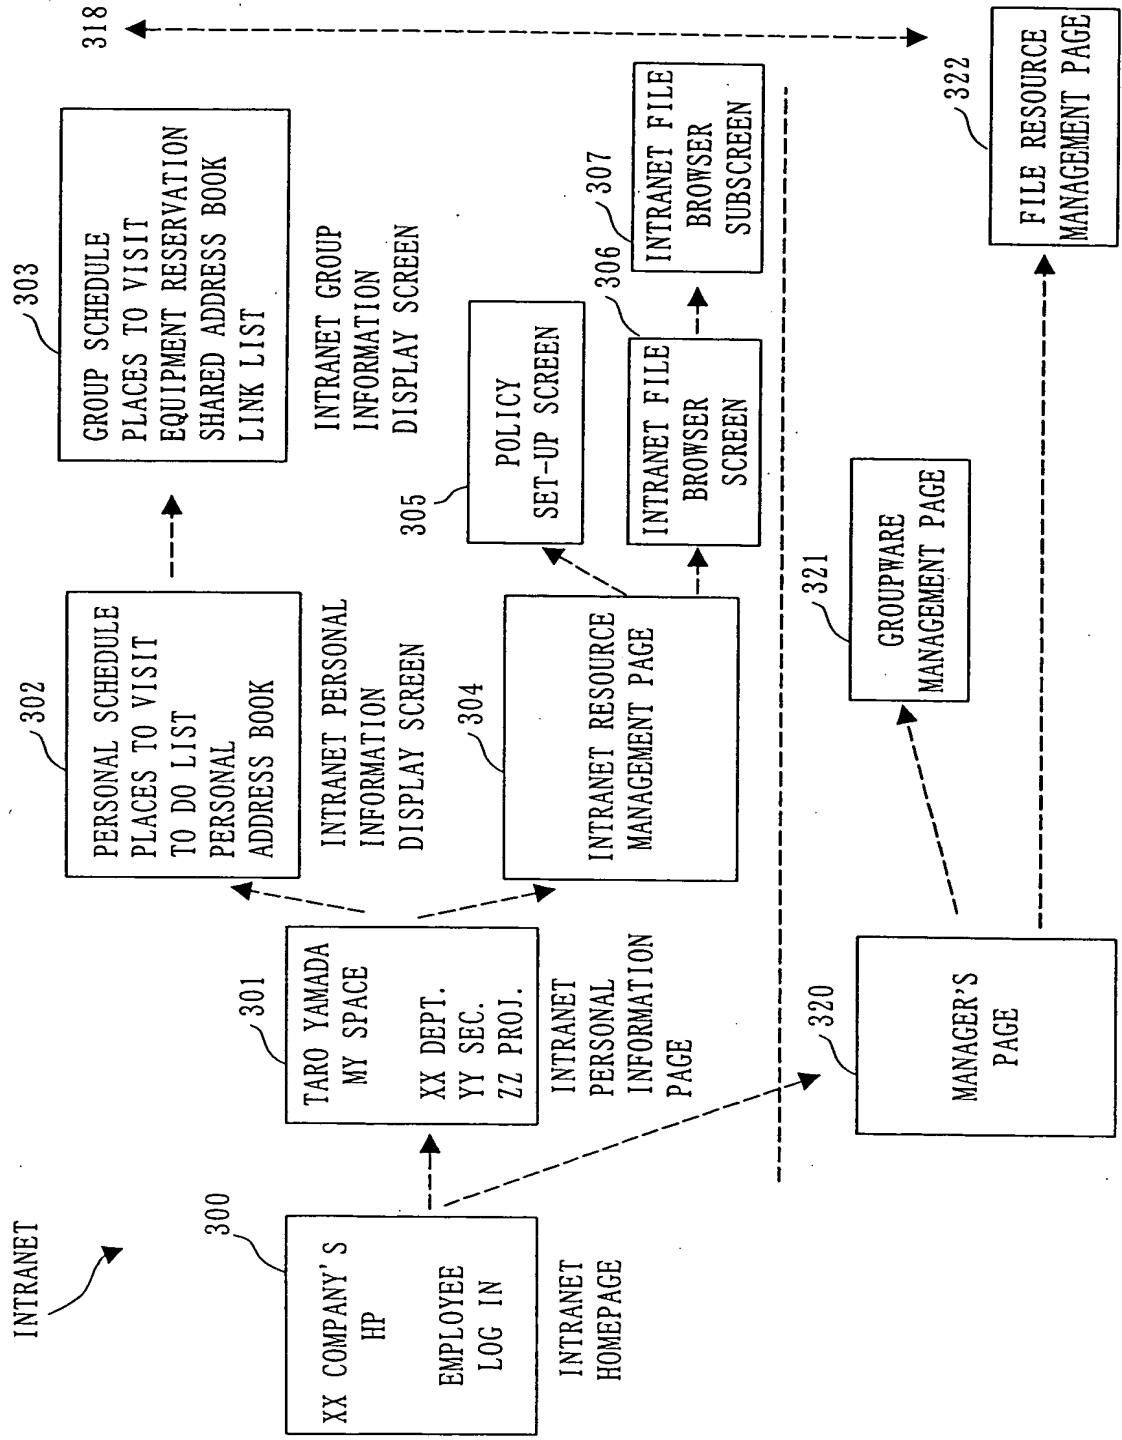 INTRANET
300
XX COMPANY'S
HP
EMPLOYEE
LOG IN
INTRANET
HOMEPAGE
301
TARO YAMADA
MY SPACE
XX DEPT.
YY SEC.
ZZ PROJ.
INTRANET
PERSONAL
INFORMATION
PAGE
302
PERSONAL SCHEDULE
PLACES TO VISIT
TO DO LIST
PERSONAL
ADDRESS BOOK
INTRANET PERSONAL
INFORMATION
DISPLAY SCREEN
303
GROUP SCHEDULE
PLACES TO VISIT
EQUIPMENT RESERVATION
SHARED ADDRESS BOOK
LINK LIST
INTRANET GROUP
INFORMATION
DISPLAY SCREEN
304
INTRANET RESOURCE
MANAGEMENT PAGE
305
POLICY
SET-UP SCREEN
306
INTRANET FILE
BROWSER
SCREEN
307
INTRANET FILE
BROWSER
SUBSCREEN
318
320
MANAGER'S
PAGE
321
GROUPWARE
MANAGEMENT PAGE
322
FILE RESOURCE
MANAGEMENT PAGE